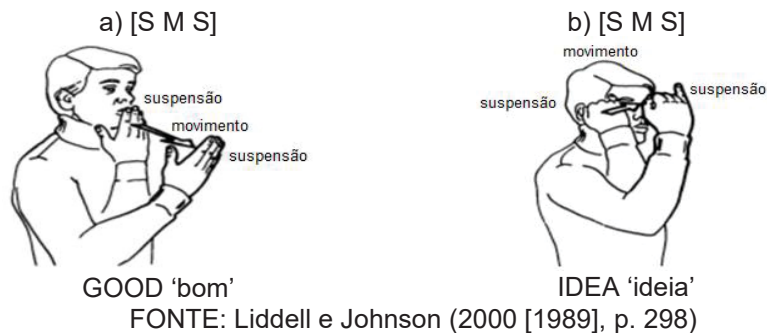 a) [S M S]
suspensão
movimento
suspensão
GOOD ‘bom’
b) [S M S]
movimento
suspensão
suspensão
IDEA ‘ideia’
FONTE: Liddell e Johnson (2000 [1989], p. 298)